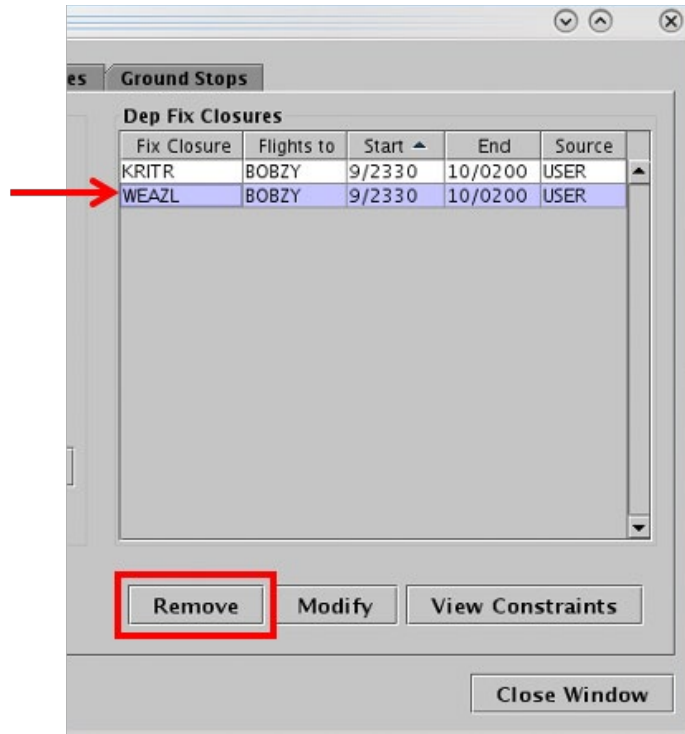 es Ground Stops
Dep Fix Closures
Fix Closure Flights to Start End Source
KRITR BOBZY 9/2330 10/0200 USER
WEAZL BOBZY 9/2330 10/0200 USER
Remove Modify View Constraints
Close Window